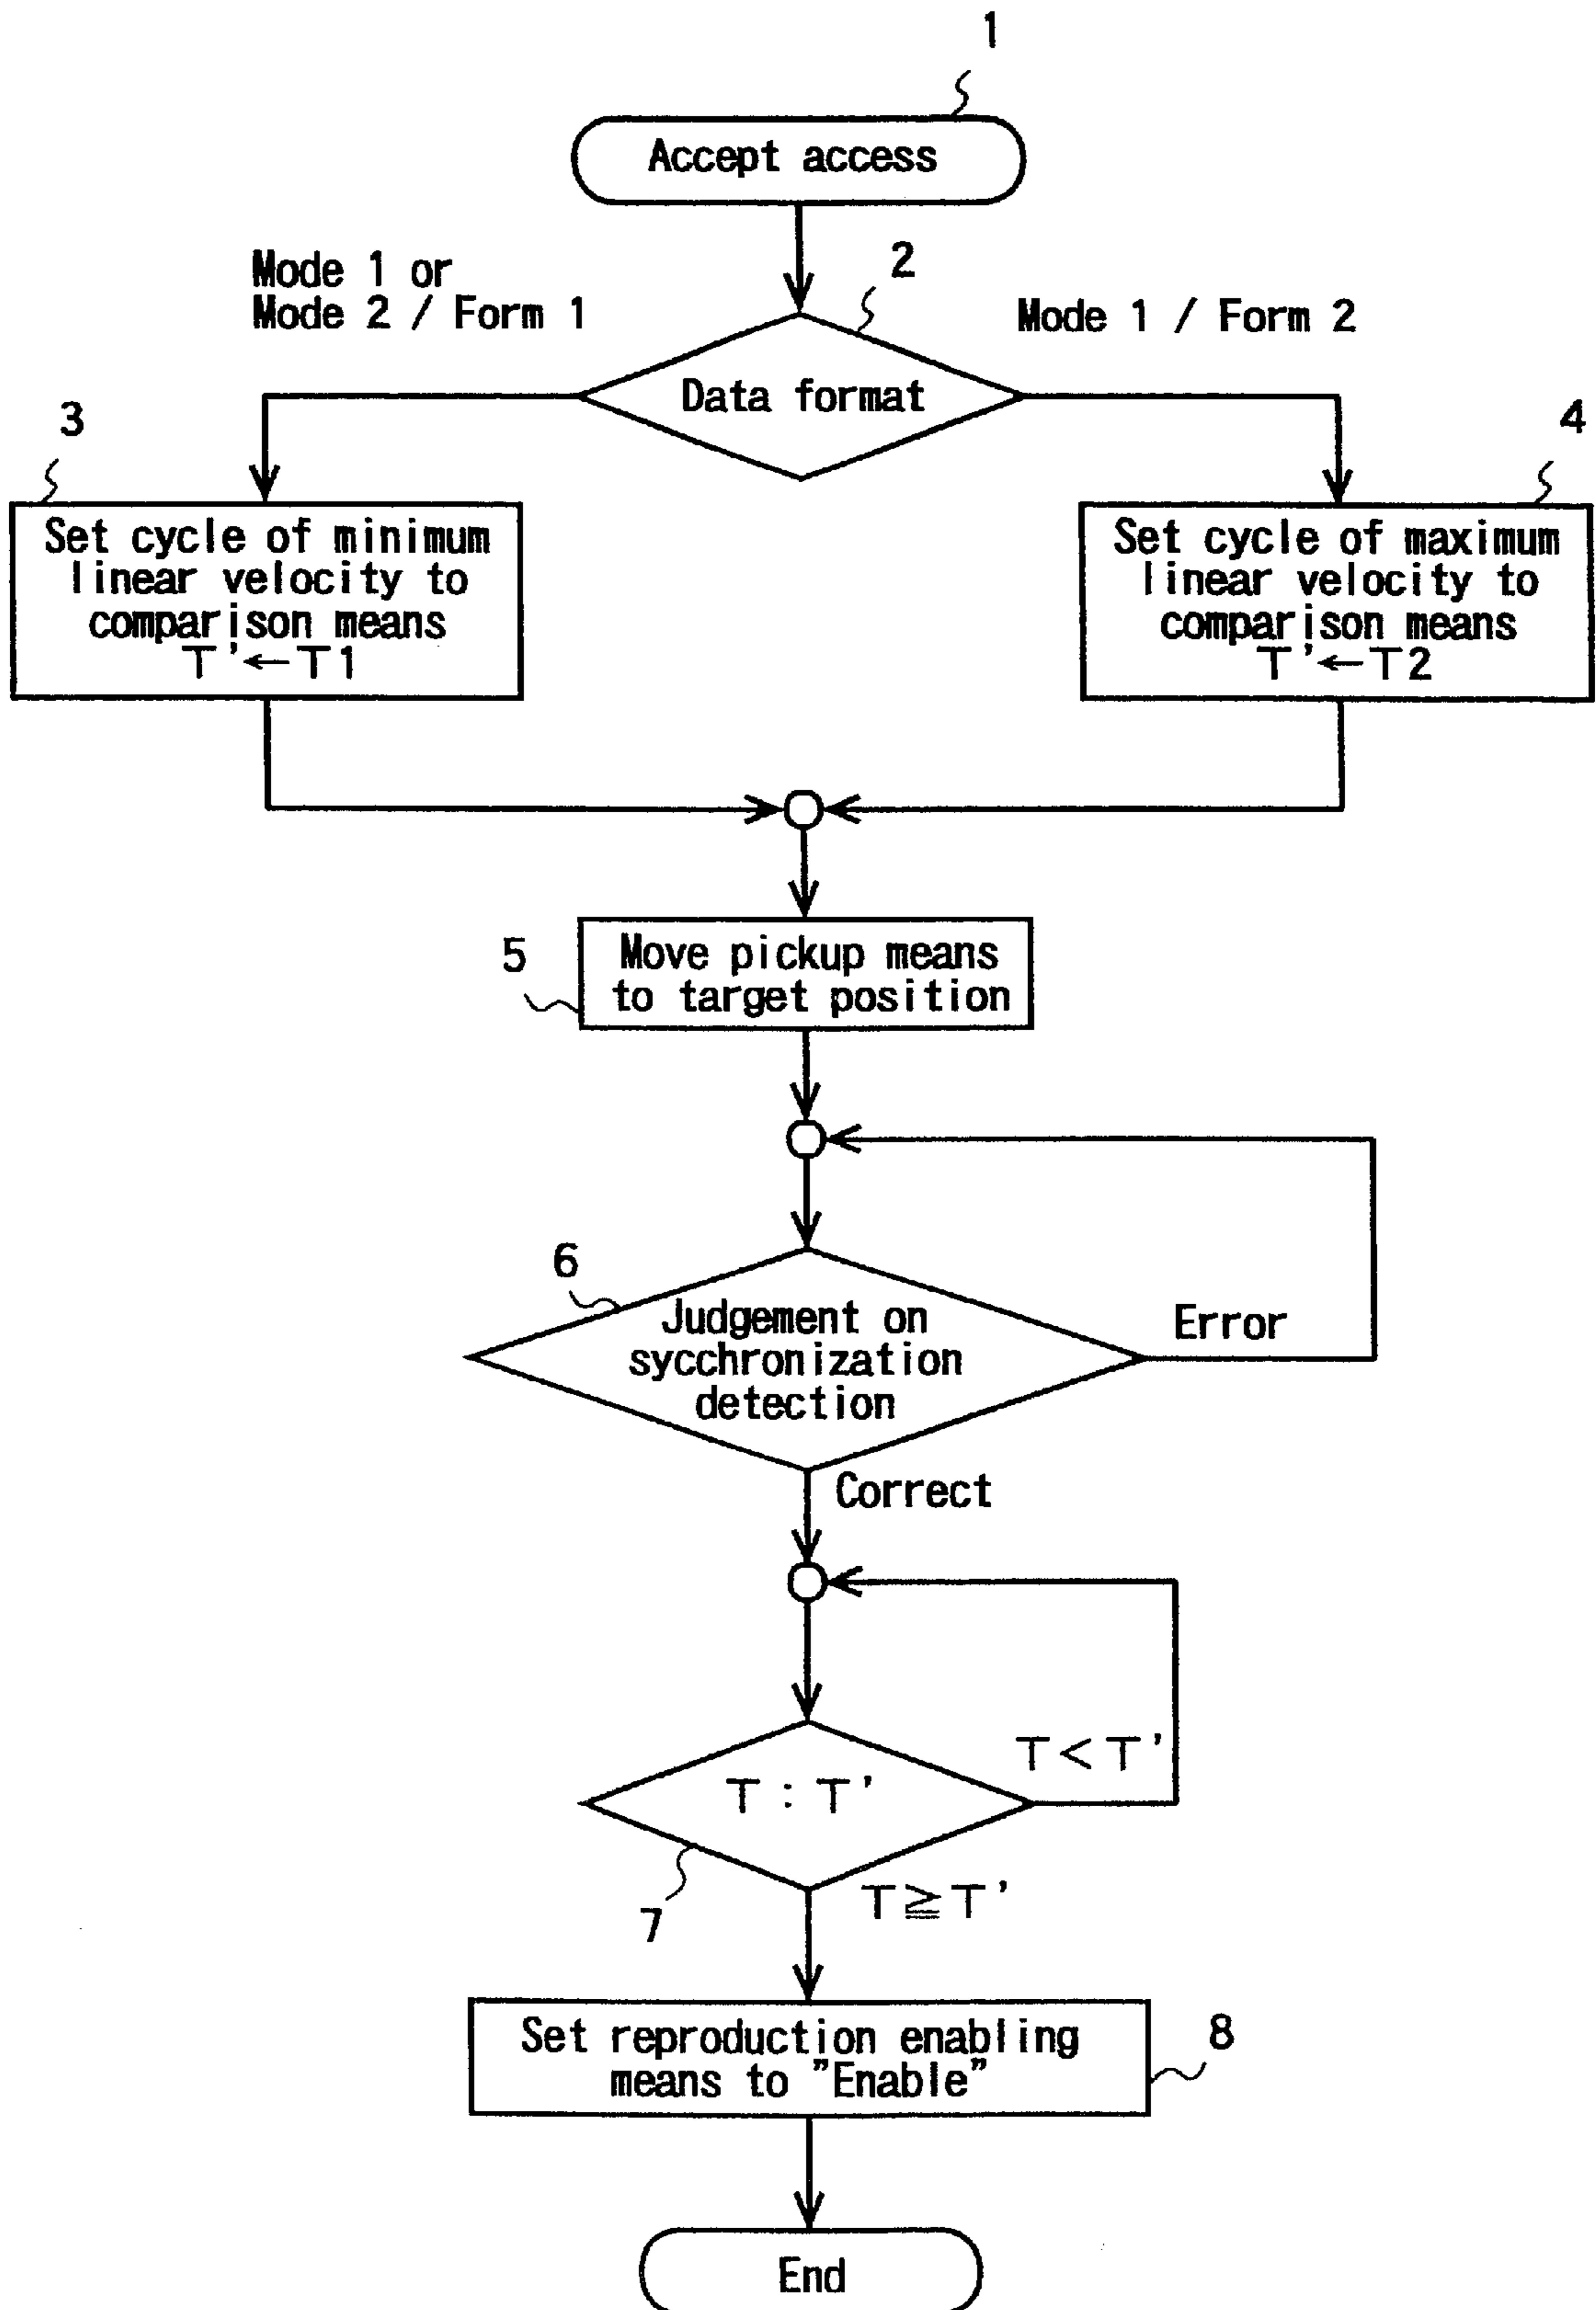 1
Accept access
Mode 1 or
Mode 2 / Form 1
2
Mode 1 / Form 2
Data format
3
4
Set cycle of minimum
linear velocity to
comparison means
T'←T1
Set cycle of maximum
linear velocity to
comparison means
T'←T2
5
Move pickup means
to target position
6
Judgement on
sycchronization
detection
Error
Correct
T<T'
T : T'
7
T≧T'
Set reproduction enabling
means to "Enable"
8
End